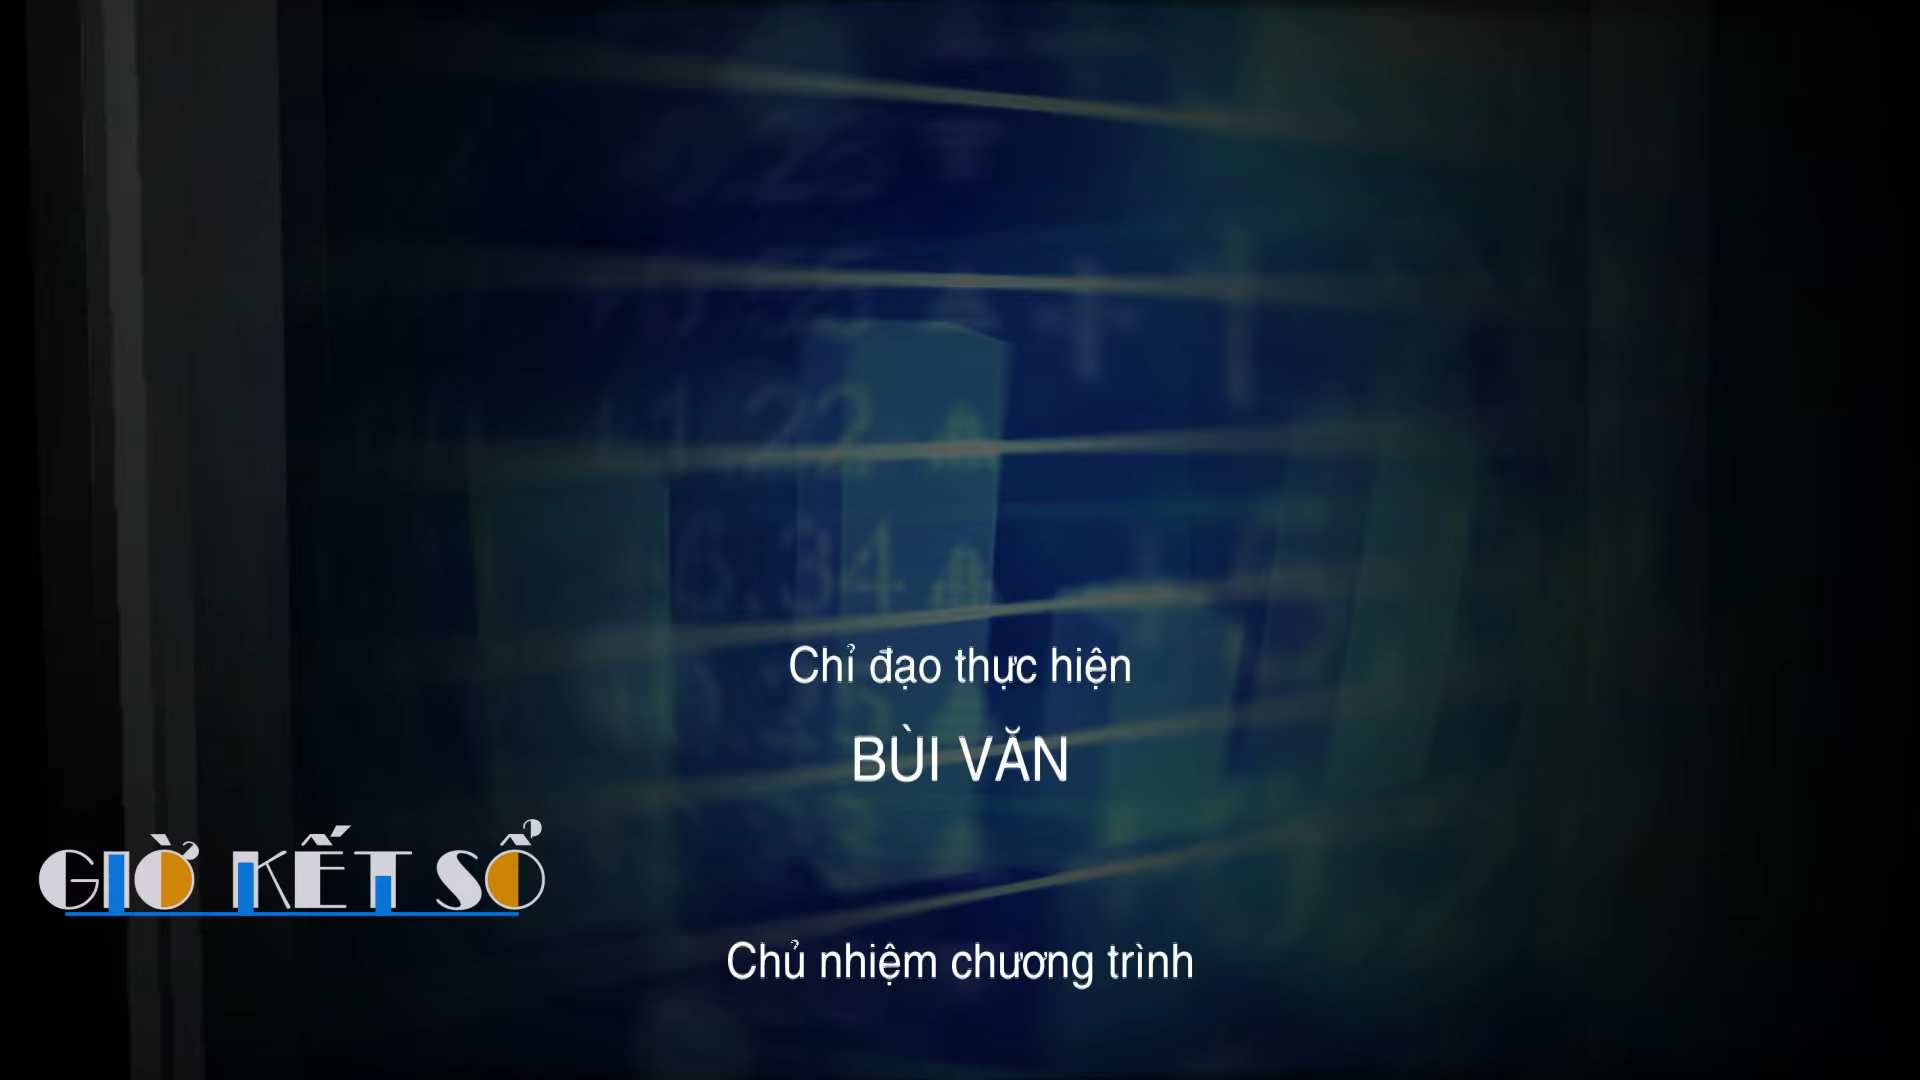 Chỉ đạo thực hiện
BÙI VĂN
GIỜ KẾT SỔ
Chủ nhiệm chương trình